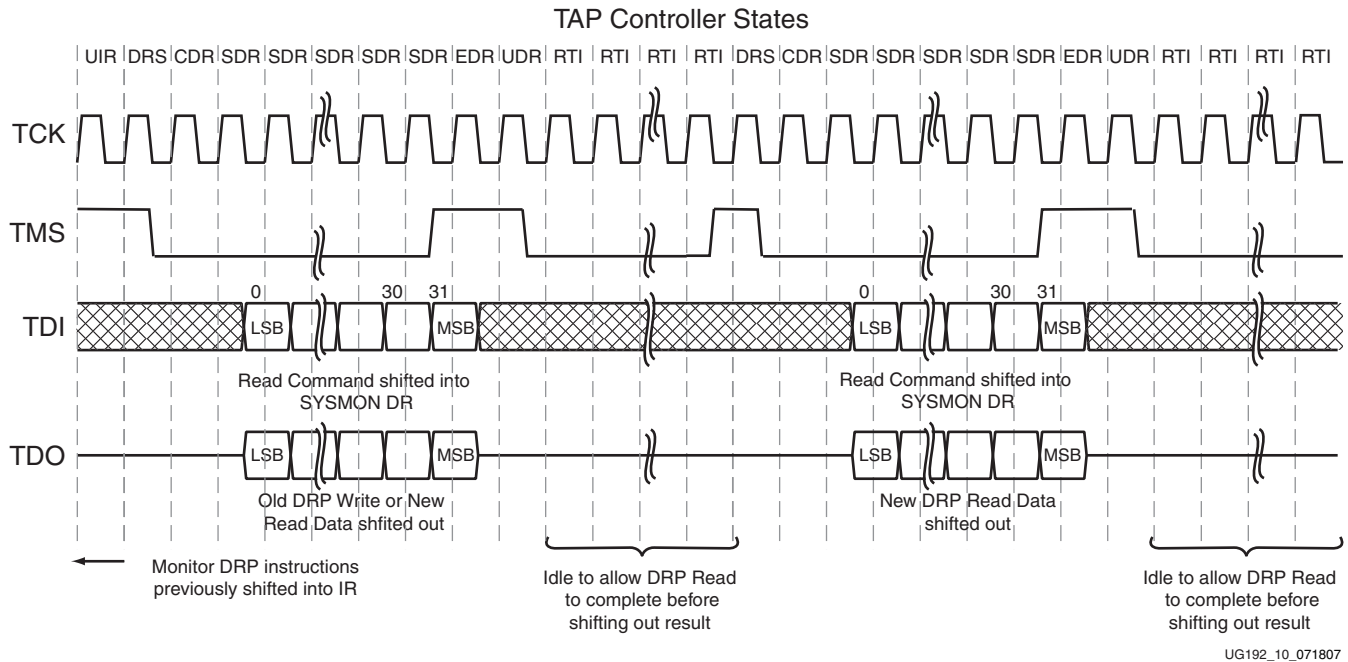 TAP Controller States
UIR DRS CDR SDR SDR SDR SDR SDR EDR UDR RTI RTI RTI RTI DRS CDR SDR SDR SDR SDR SDR EDR UDR RTI RTI RTI RTI
TCK
TMS
0 30 31 0 30 31
TDI LSB MSB LSB MSB
Read Command shifted into
SYSMON DR
Read Command shifted into
SYSMON DR
TDO LSB MSB LSB MSB
Old DRP Write or New
Read Data shfited out
New DRP Read Data
shifted out
Monitor DRP instructions
previously shifted into IR
Idle to allow DRP Read
to complete before
shifting out result
Idle to allow DRP Read
to complete before
shifting out result
UG192_10_071807